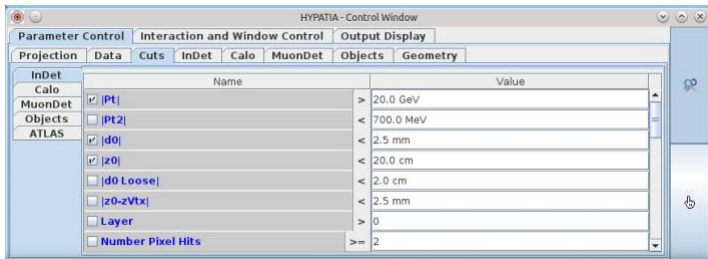 HYPATIA - Control Window
Parameter Control Interaction and Window Control Output Display
Projection Data Cuts InDet Calo MuonDet Objects Geometry
InDet
Calo
MuonDet
Objects
ATLAS
Name Value
|Pt| > 20.0 GeV
|Pt2| < 700.0 MeV
|d0| < 2.5 mm
|z0| < 20.0 cm
|d0 Loose| < 2.0 cm
|z0-zVtx| < 2.5 mm
Layer > 0
Number Pixel Hits >= 2